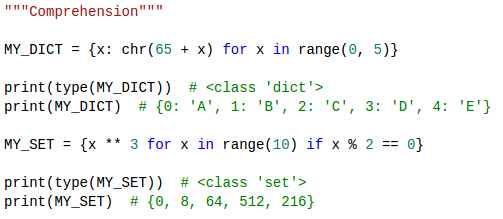 """Comprehension"""
MY_DICT = {x: chr(65 + x) for x in range(0, 5)}
print(type(MY_DICT))  # <class 'dict'>
print(MY_DICT)  # {0: 'A', 1: 'B', 2: 'C', 3: 'D', 4: 'E'}
MY_SET = {x ** 3 for x in range(10) if x % 2 == 0}
print(type(MY_SET))  # <class 'set'>
print(MY_SET)  # {0, 8, 64, 512, 216}